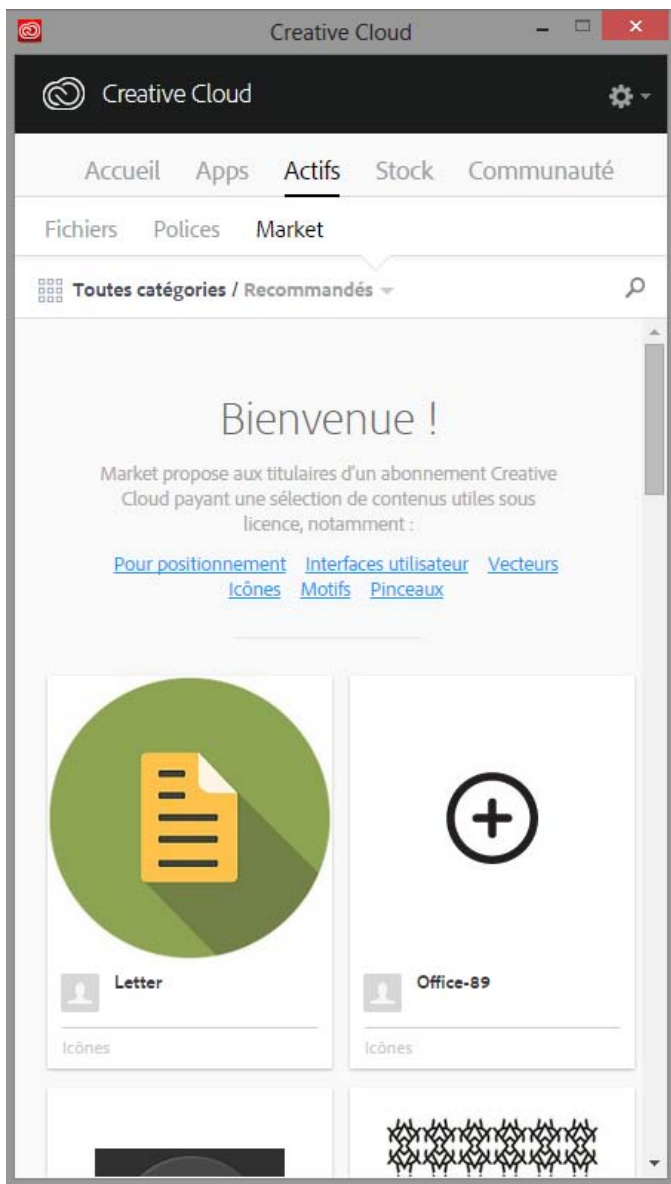 Creative Cloud
Creative Cloud
Accueil Apps Actifs Stock Communauté
Fichiers Polices Market
Toutes catégories / Recommandés
Bienvenue !
Market propose aux titulaires d'un abonnement Creative
Cloud payant une sélection de contenus utiles sous
licence, notamment :
Pour positionnement Interfaces utilisateur Vecteurs
Icônes Motifs Pinceaux
Letter Office-89
Icônes Icônes